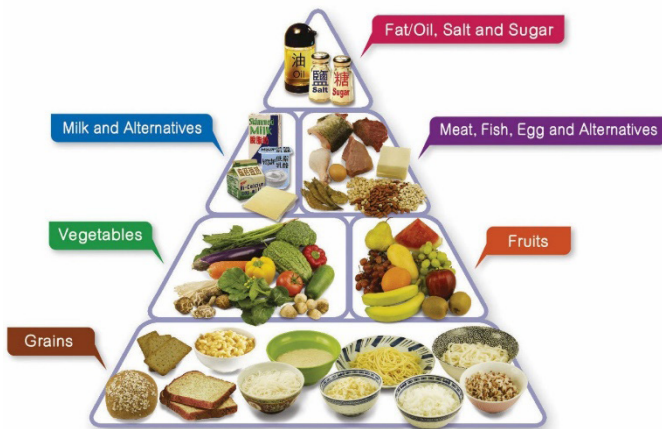 Fat/Oil, Salt and Sugar
油
Oil
鹽
Salt
糖
Sugar
Milk and Alternatives
MILK
Meat, Fish, Egg and Alternatives
Vegetables
Fruits
Grains